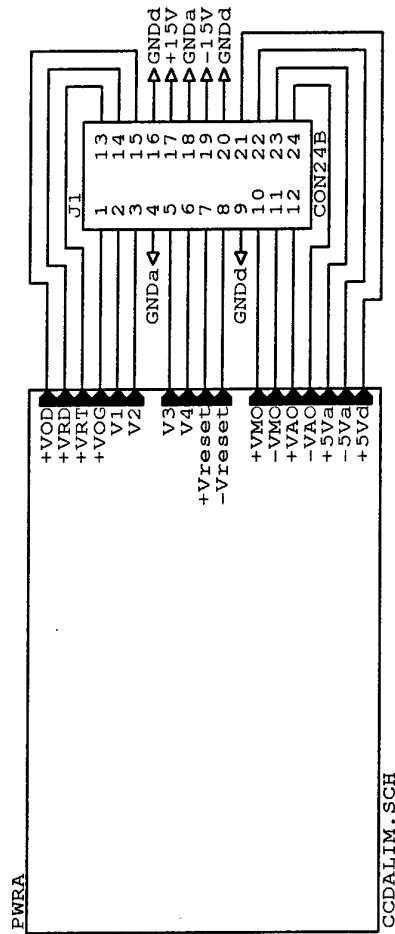 PWRA
+VOD
+VRD
+VRT
+VOG
V1
V2
V3
V4
+Vreset
-Vreset
+VMO
-VMO
+VAO
-VAO
+5Va
-5Va
+5Vd
CCDALIM.SCH
GNDa
GNDd
J1
1 13
2 14
3 15
4 16
5 17
6 18
7 19
8 20
9 21
10 22
11 23
12 24
CON24B
GNDd
+15V
GNDa
-15V
GNDd